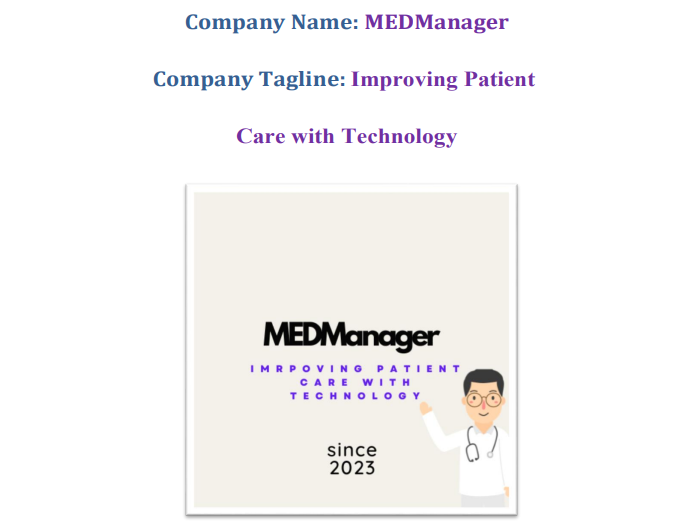 Company Name: MEDManager
Company Tagline: Improving Patient
Care with Technology
MEDManager
IMRPOVING PATIENT
CARE WITH
TECHNOLOGY
since
2023